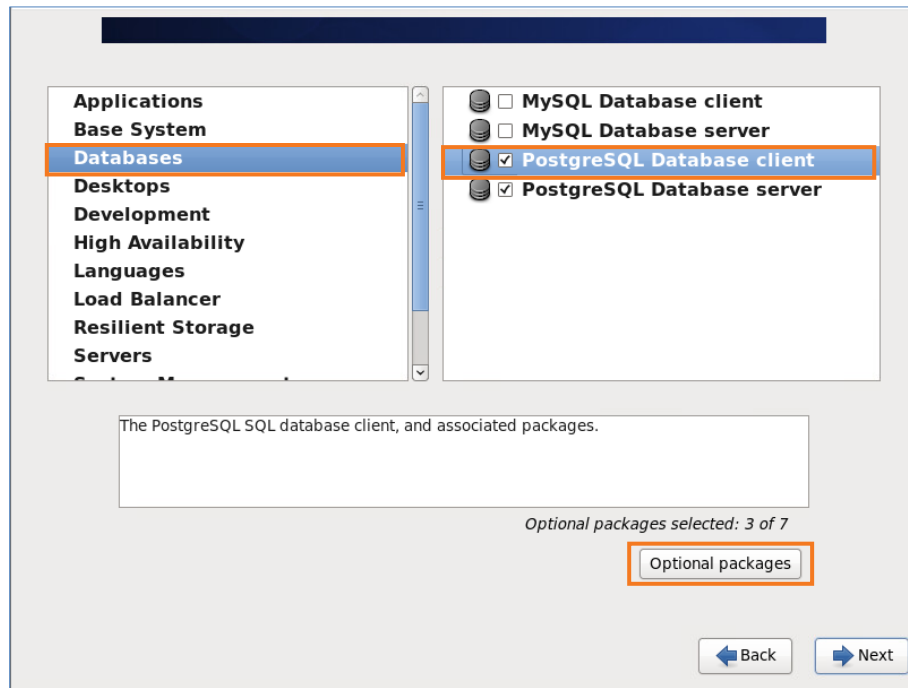 Applications
Base System
Databases
Desktops
Development
High Availability
Languages
Load Balancer
Resilient Storage
Servers
MySQL Database client
MySQL Database server
PostgreSQL Database client
PostgreSQL Database server
The PostgreSQL SQL database client, and associated packages.
Optional packages selected: 3 of 7
Optional packages
Back
Next